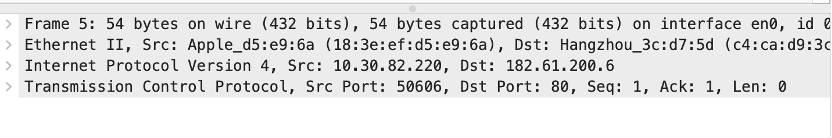 Frame 5: 54 bytes on wire (432 bits), 54 bytes captured (432 bits) on interface en0, id
Ethernet II, Src: Apple_d5:e9:6a (18:3e:ef:d5:e9:6a), Dst: Hangzhou_3c:d7:5d (c4:ca:d9:3c
Internet Protocol Version 4, Src: 10.30.82.220, Dst: 182.61.200.6
Transmission Control Protocol, Src Port: 50606, Dst Port: 80, Seq: 1, Ack: 1, Len: 0